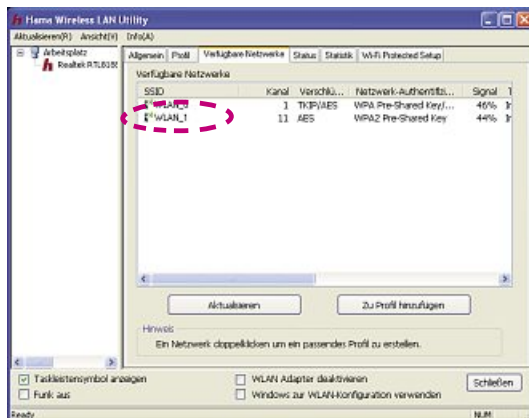 Hama Wireless LAN Utility
Aktualisieren(R) Ansicht(V) Info(A)
Arbeitsplatz
Realtek RTL8188
Allgemein Profil Verfügbare Netzwerke Status Statistik Wi-Fi Protected Setup
Verfügbare Netzwerke
SSID Kanal Verschlü... Netzwerk-Authentifizi... Signal T
1 TKIP/AES WPA Pre-Shared Key/... 46%
WLAN_1 11 AES WPA2 Pre-Shared Key 44%
Aktualisieren Zu Profil hinzufügen
Hinweis
Ein Netzwerk doppelklicken um ein passendes Profil zu erstellen.
Taskleistensymbol anzeigen WLAN Adapter deaktivieren Schließen
Funk aus Windows zur WLAN-Konfiguration verwenden
Ready NUM